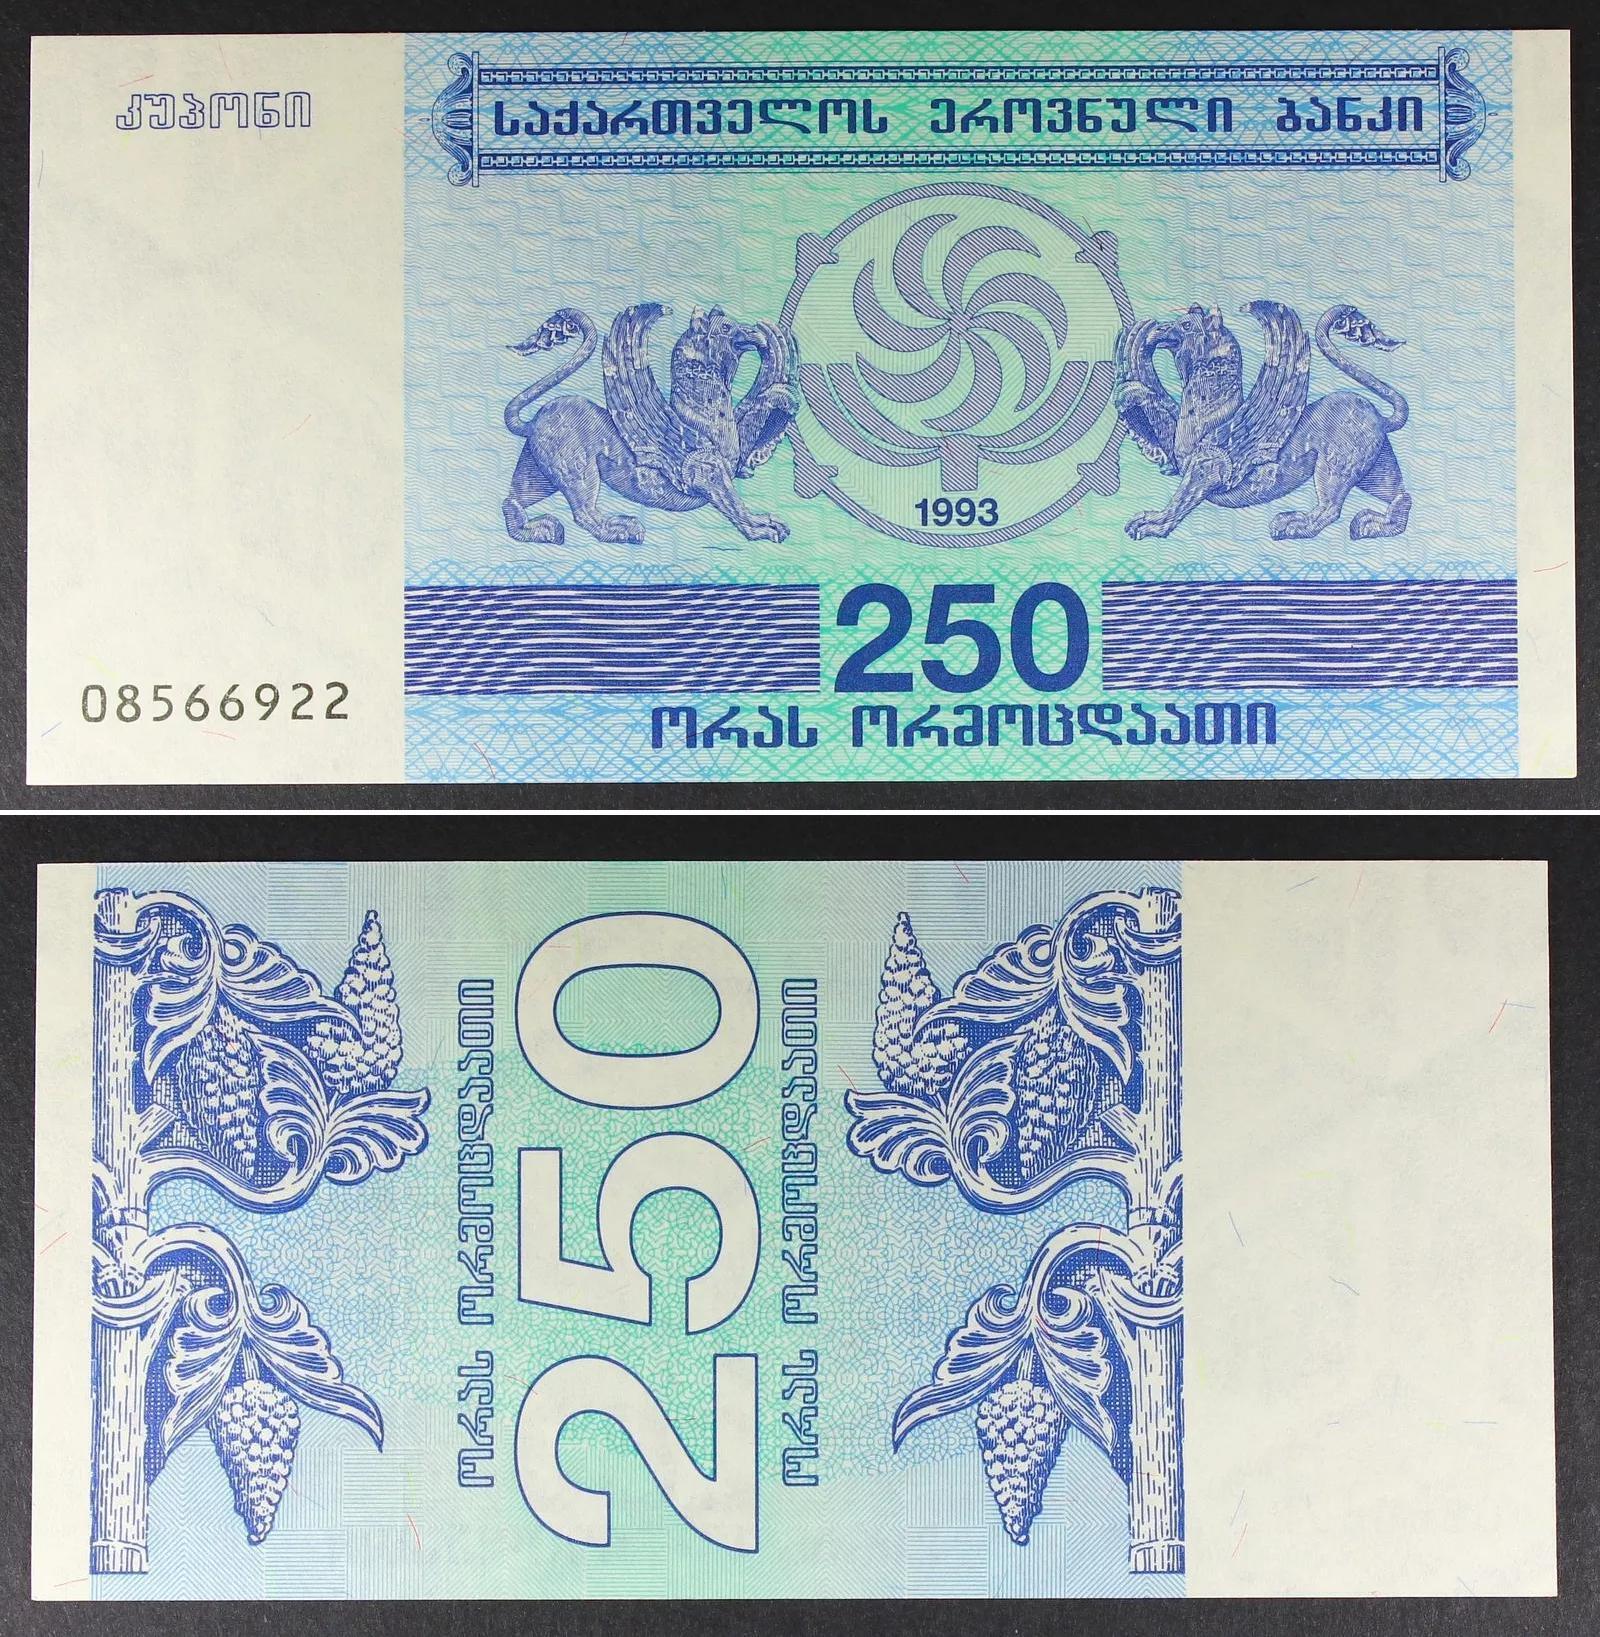 კუპონი
საქართველოს ეროვნული ბანკი
1993
250
08566922
ორას ორმოცდაათი
ორას ორმოცდაათი
250
ორას ორმოცდაათი